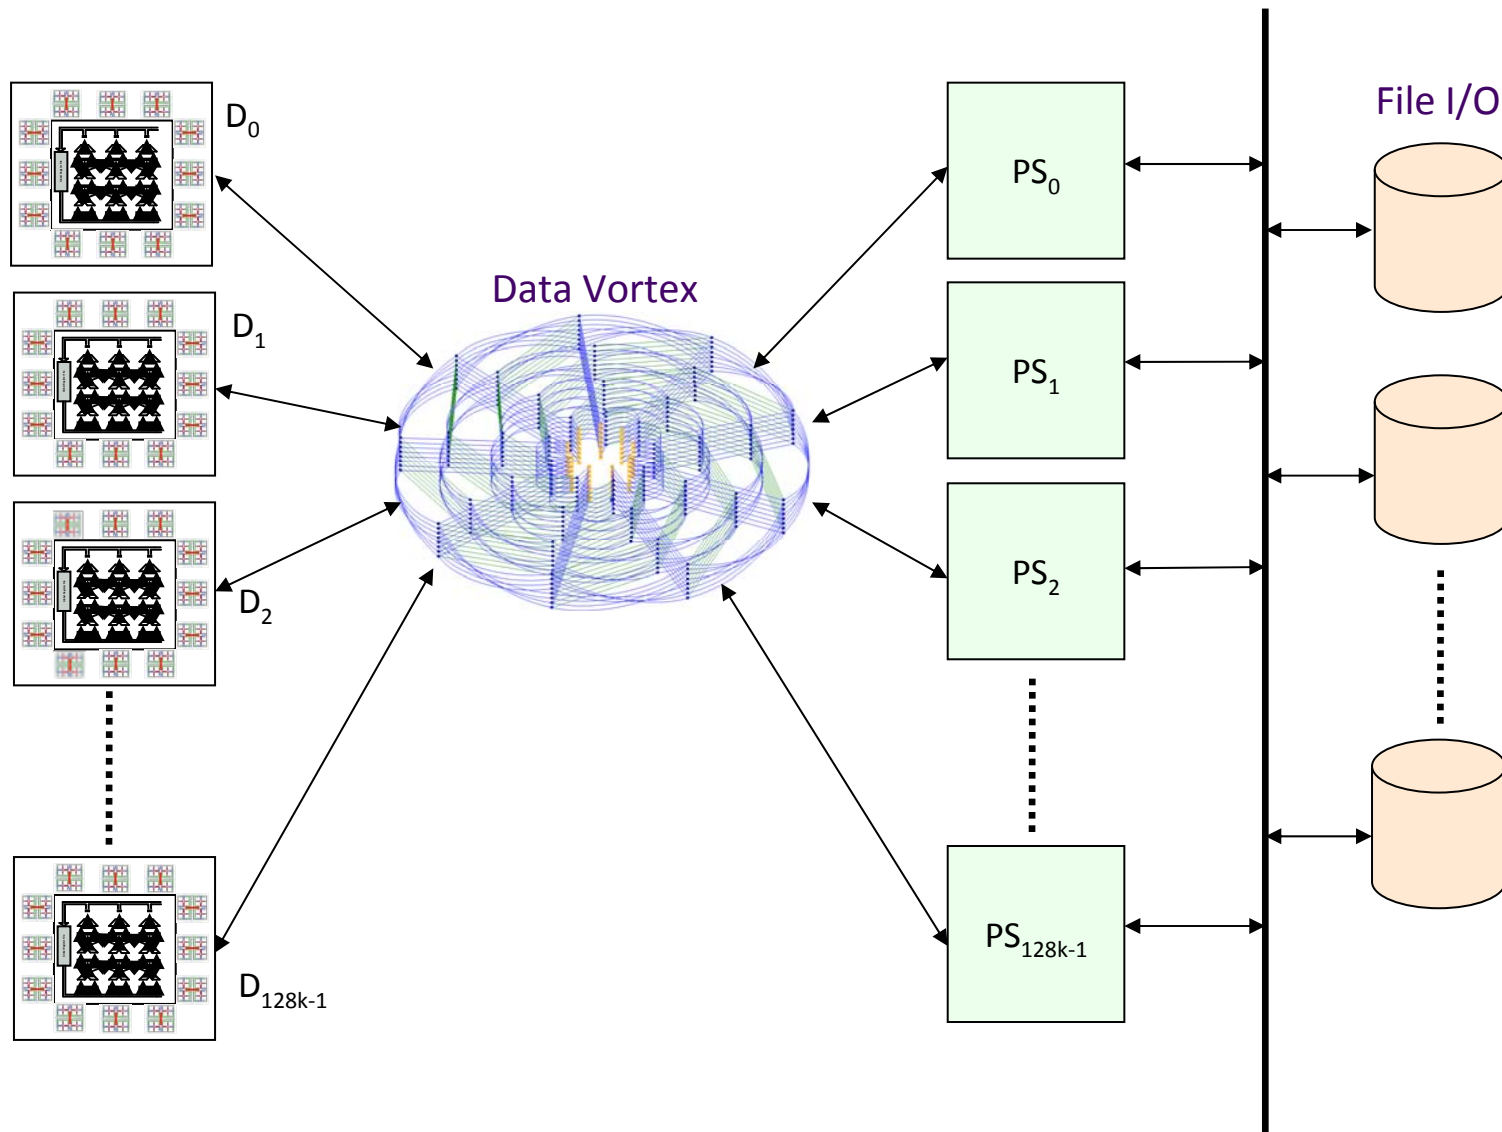 File I/O
D0
PS0
Data Vortex
D1
PS1
D2
PS2
PS128k-1
D128k-1